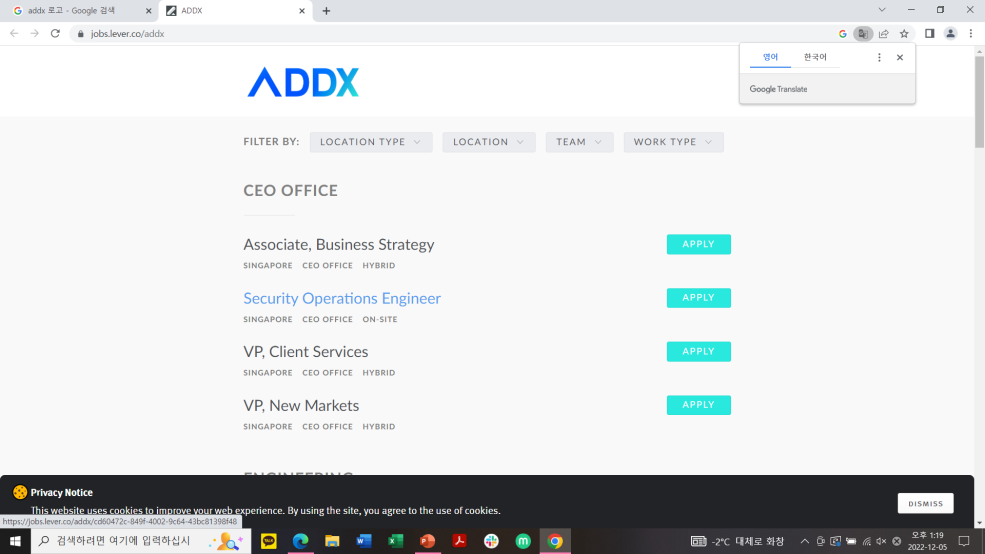 addx 로고 - Google 검색
ADDX
jobs.lever.co/addx
영어 한국어
Google Translate
ADDX
FILTER BY: LOCATION TYPE LOCATION TEAM WORK TYPE
CEO OFFICE
Associate, Business Strategy APPLY
SINGAPORE CEO OFFICE HYBRID
Security Operations Engineer APPLY
SINGAPORE CEO OFFICE ON-SITE
VP, Client Services APPLY
SINGAPORE CEO OFFICE HYBRID
VP, New Markets APPLY
SINGAPORE CEO OFFICE HYBRID
ENGINEERING
Privacy Notice
This website uses cookies to improve your web experience. By using the site, you agree to the use of cookies.
DISMISS
https://jobs.lever.co/addx/cd60472c-849f-4002-9c64-43bc81398f48
검색하려면 여기에 입력하십시
TALK
-2°C 대체로 화창
오후 1:19
2022-12-05